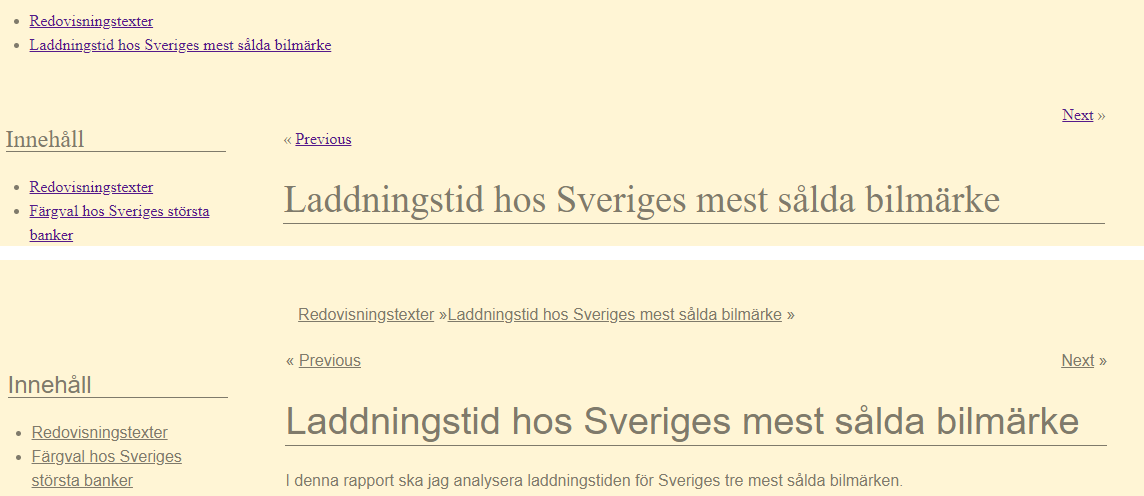 Redovisningstexter
Laddningstid hos Sveriges mest sålda bilmärke
Next »
Innehåll
« Previous
Redovisningstexter
Färgval hos Sveriges största
banker
Laddningstid hos Sveriges mest sålda bilmärke
Redovisningstexter »Laddningstid hos Sveriges mest sålda bilmärke »
« Previous
Next »
Innehåll
Redovisningstexter
Färgval hos Sveriges
största banker
Laddningstid hos Sveriges mest sålda bilmärke
I denna rapport ska jag analysera laddningstiden för Sveriges tre mest sålda bilmärken.